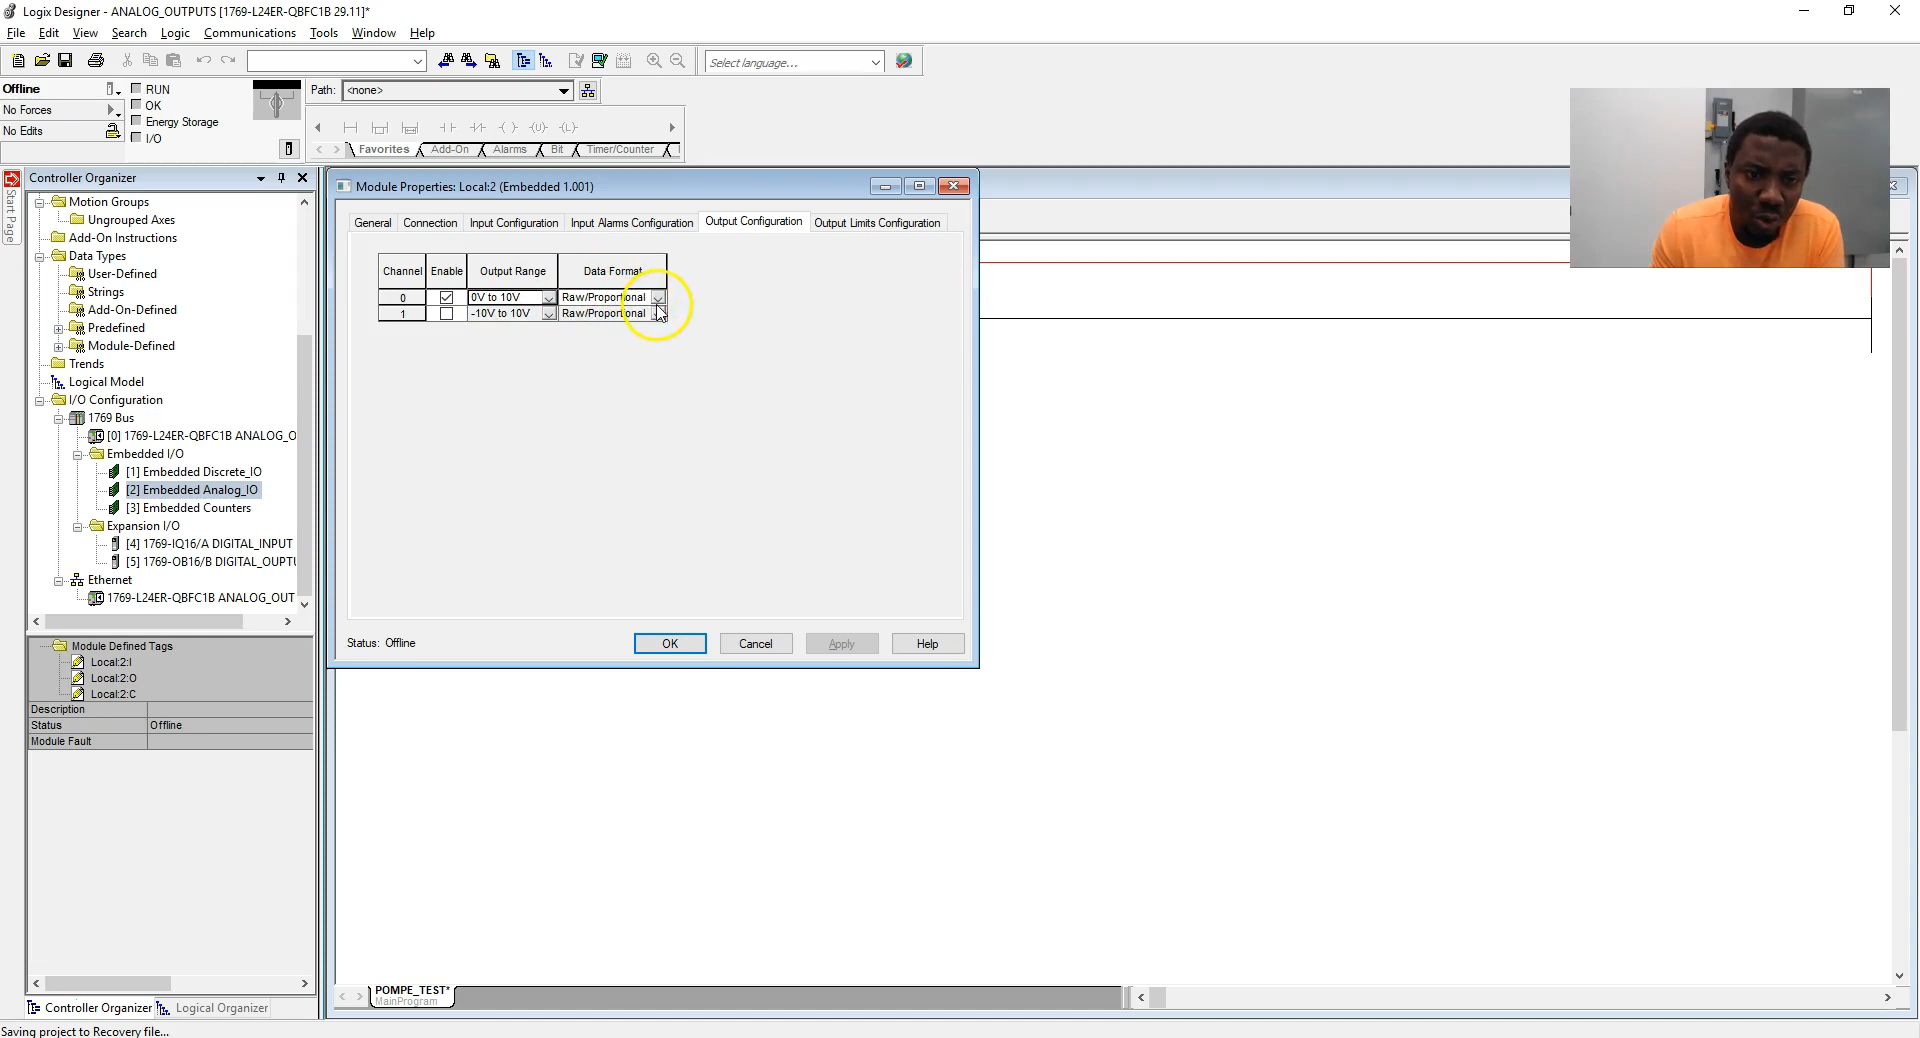 Logix Designer - ANALOG_OUTPUTS [1769-L24ER-QBFC1B 29.11]*
File Edit View Search Logic Communications Tools Window Help
Select language...
Offline
RUN
No Forces
OK
No Edits
Energy Storage
I/O
Path: <none>
Favorites Add-On Alarms Bit Timer/Counter
Start Page
Controller Organizer
Motion Groups
Ungrouped Axes
Add-On Instructions
Data Types
User-Defined
Strings
Add-On-Defined
Predefined
Module-Defined
Trends
Logical Model
I/O Configuration
1769 Bus
[0] 1769-L24ER-QBFC1B ANALOG_O
Embedded I/O
[1] Embedded Discrete_IO
[2] Embedded Analog_IO
[3] Embedded Counters
Expansion I/O
[4] 1769-IQ16/A DIGITAL_INPUT
[5] 1769-OB16/B DIGITAL_OUPTU
Ethernet
1769-L24ER-QBFC1B ANALOG_OUT
Module Defined Tags
Local:2:I
Local:2:O
Local:2:C
Description
Status Offline
Module Fault
Controller Organizer Logical Organizer
Saving project to Recovery file...
Module Properties: Local:2 (Embedded 1.001)
General Connection Input Configuration Input Alarms Configuration Output Configuration Output Limits Configuration
Channel Enable Output Range Data Format
0 0V to 10V Raw/Proportional
1 -10V to 10V Raw/Proportional
Status: Offline
OK Cancel Apply Help
POMPE_TEST*
MainProgram